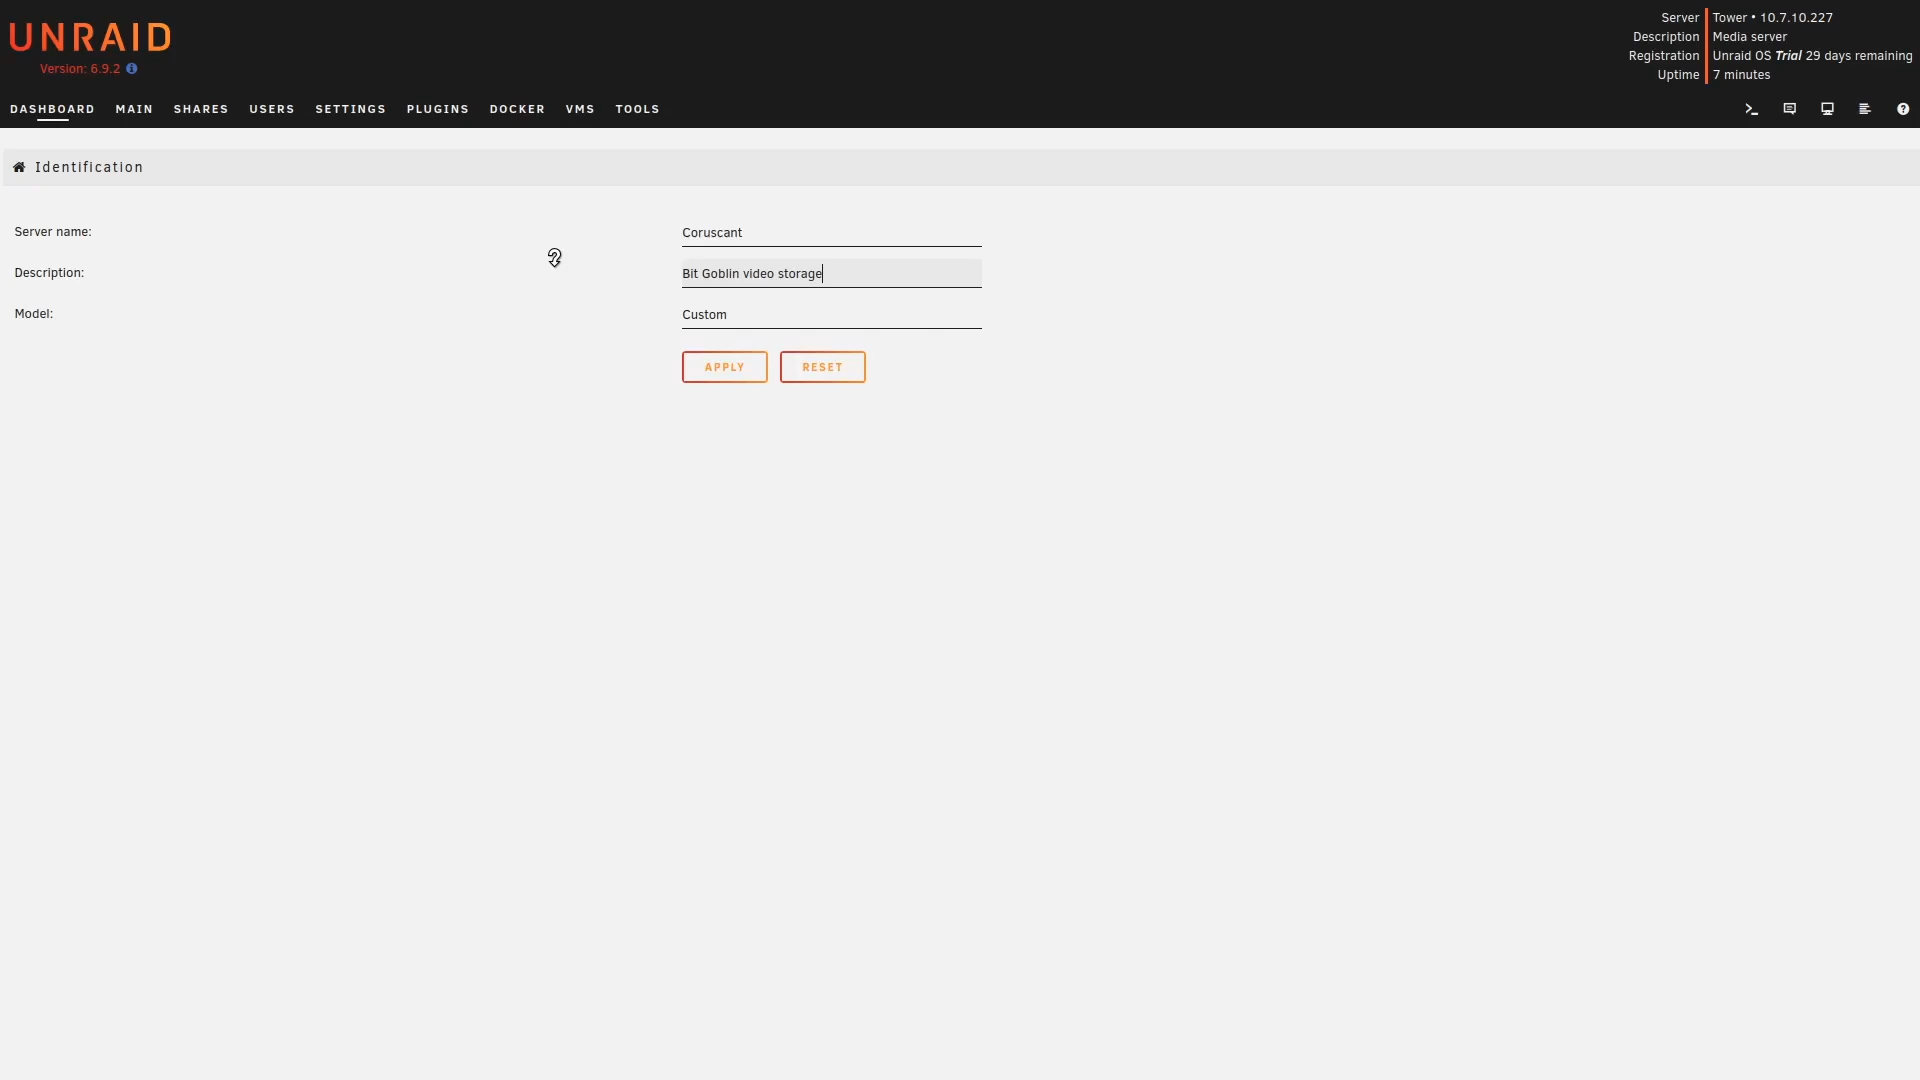 UNRAID
Version: 6.9.2
Server Tower • 10.7.10.227
Description Media server
Registration Unraid OS Trial 29 days remaining
Uptime 7 minutes
DASHBOARD MAIN SHARES USERS SETTINGS PLUGINS DOCKER VMS TOOLS
Identification
Server name: Coruscant
Description: Bit Goblin video storage
Model: Custom
APPLY RESET